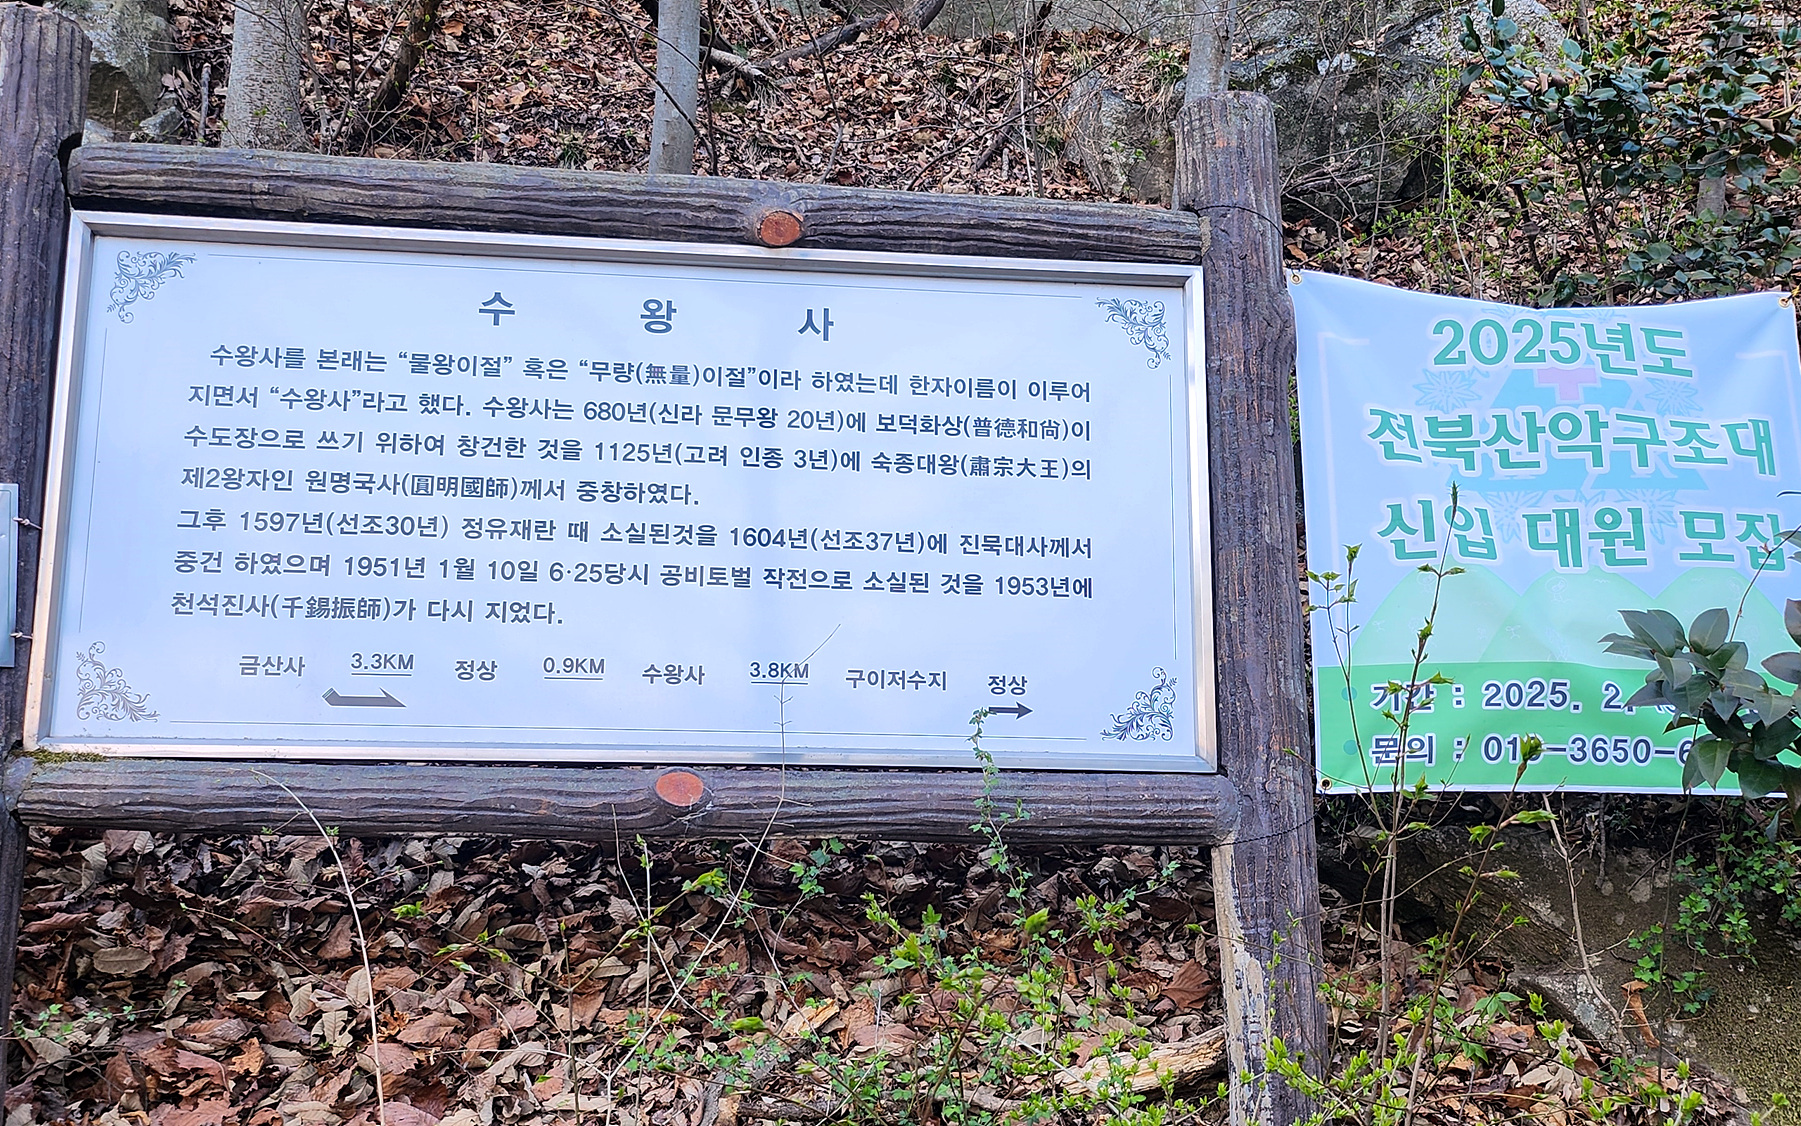 수 왕 사
수왕사를 본래는 “물왕이절” 혹은 “무량(無量)이절”이라 하였는데 한자이름이 이루어
지면서 “수왕사”라고 했다. 수왕사는 680년(신라 문무왕 20년)에 보덕화상(普德和尙)이
수도장으로 쓰기 위하여 창건한 것을 1125년(고려 인종 3년)에 숙종대왕(肅宗大王)의
제2왕자인 원명국사(圓明國師)께서 중창하였다.
그후 1597년(선조30년) 정유재란 때 소실된것을 1604년(선조37년)에 진묵대사께서
중건 하였으며 1951년 1월 10일 6·25당시 공비토벌 작전으로 소실된 것을 1953년에
천석진사(千錫振師)가 다시 지었다.
금산사 3.3KM 정상 0.9KM 수왕사 3.8KM 구이저수지 정상
2025년도
전북산악구조대
신입 대원 모집
기간 : 2025. 2.
문의 : 010-3650-6